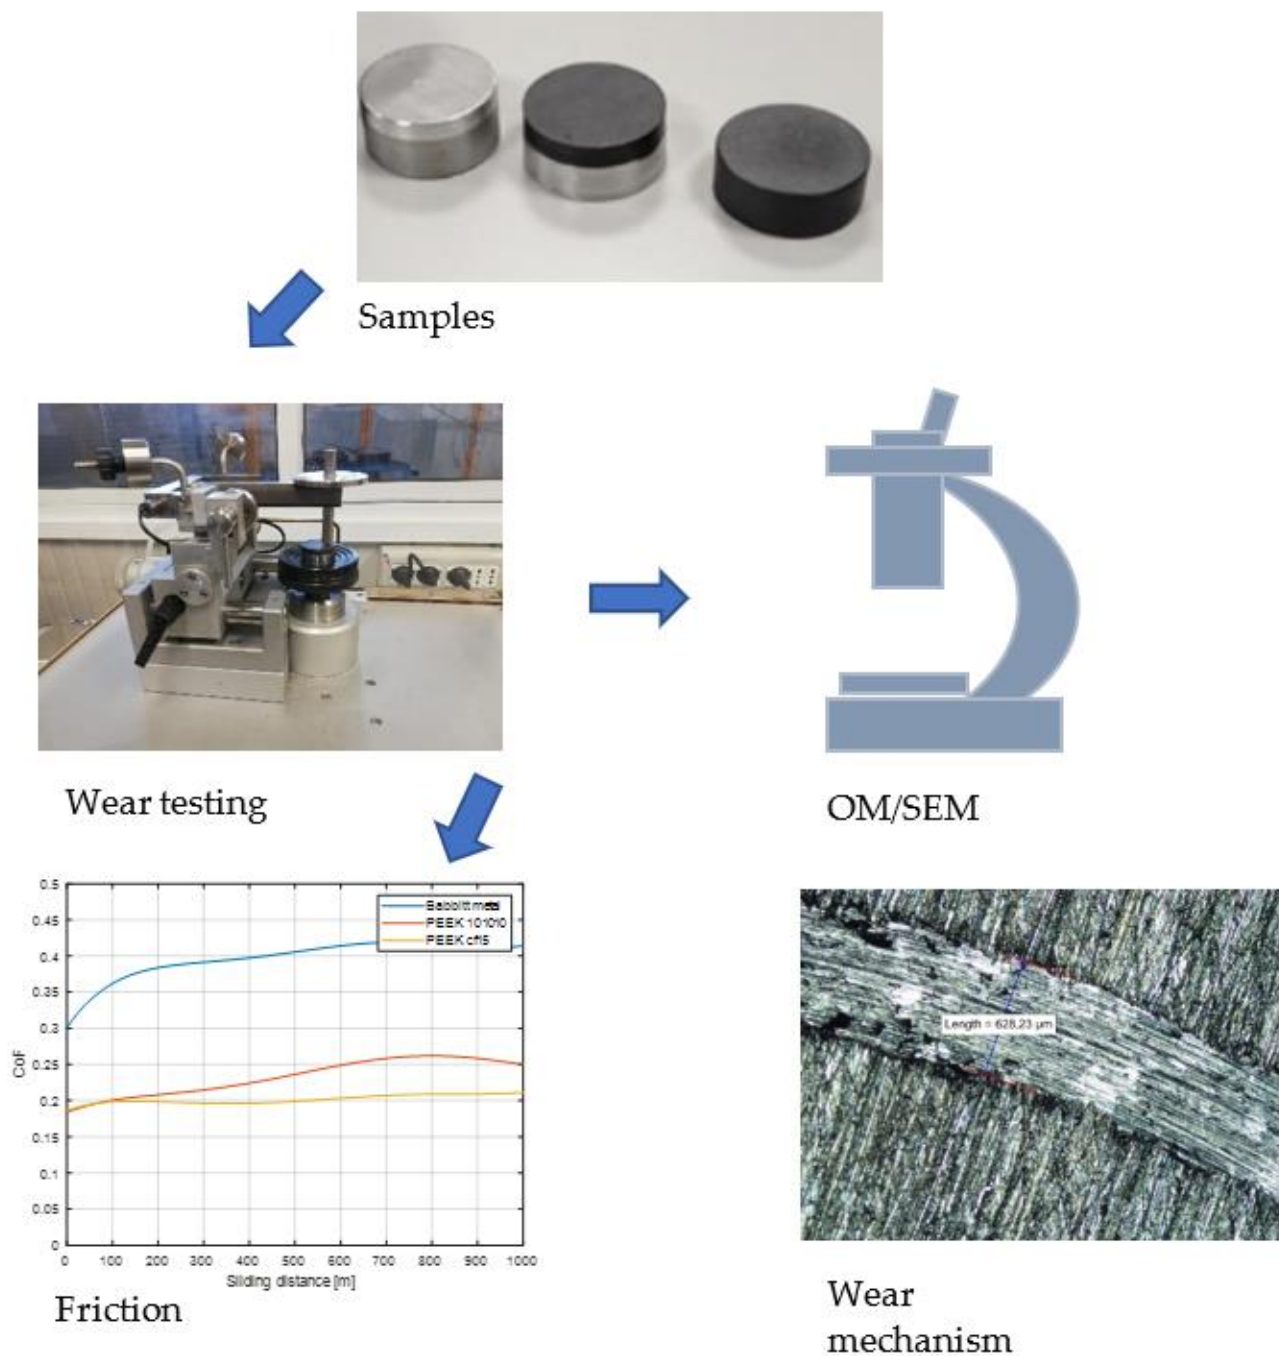 Samples
Wear testing
OM/SEM
0.5
0.45
0.4
0.35
0.3
0.25
0.2
0.15
0.1
0.05
0
CoF
Babbitt metal
PEEK 101010
PEEK cf15
0 100 200 300 400 500 600 700 800 900 1000
Sliding distance [m]
Friction
Length = 628,23 µm
Wear
mechanism